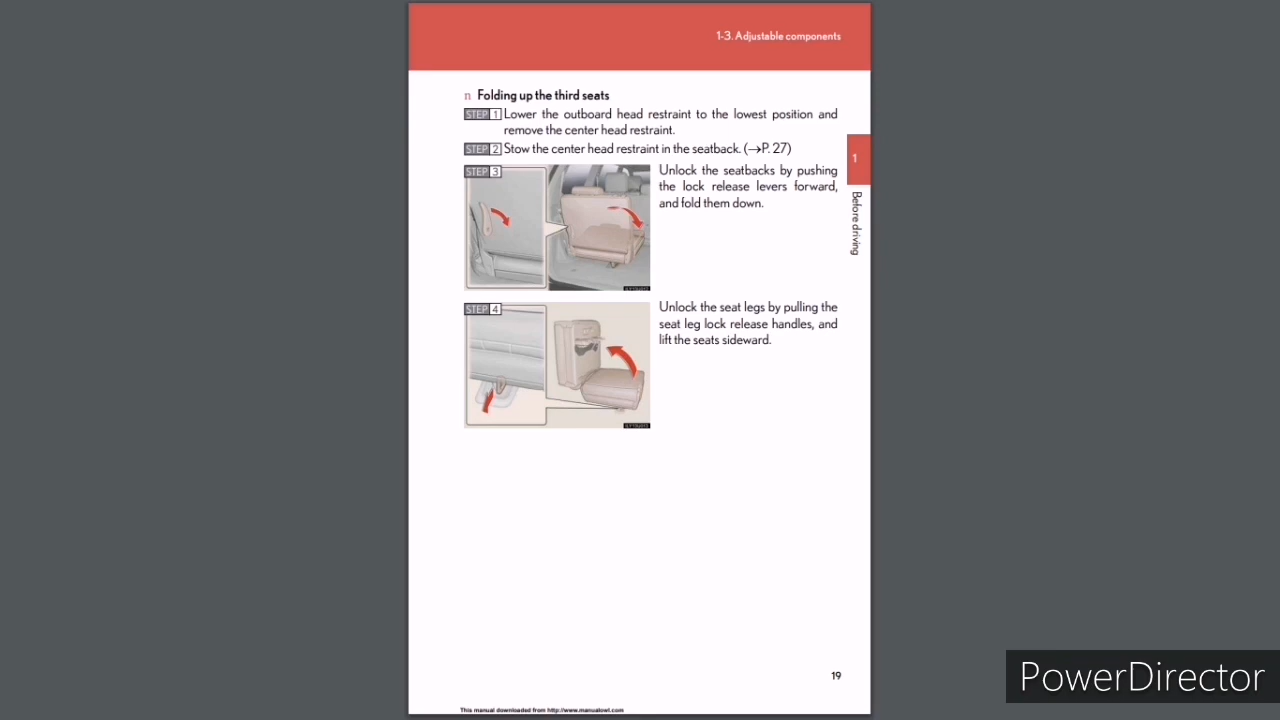 1-3. Adjustable components
n Folding up the third seats
STEP 1 Lower the outboard head restraint to the lowest position and
remove the center head restraint.
STEP 2 Stow the center head restraint in the seatback. (→P. 27)
STEP 3
Unlock the seatbacks by pushing
the lock release levers forward,
and fold them down.
1
Before driving
STEP 4
Unlock the seat legs by pulling the
seat leg lock release handles, and
lift the seats sideward.
19
This manual downloaded from http://www.manualowl.com
PowerDirector